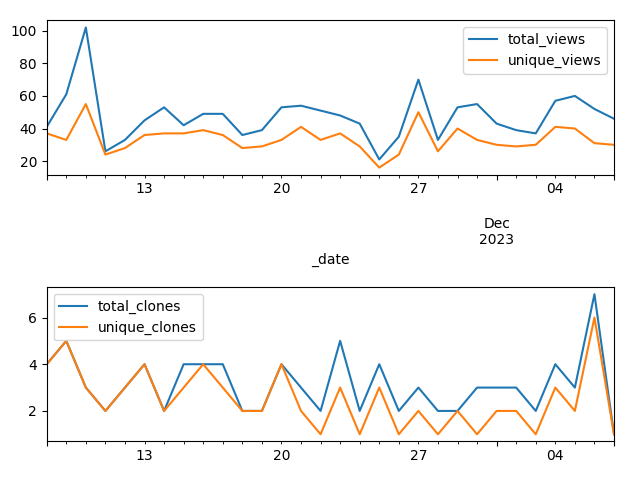 total_views
unique_views
100
80
60
40
20
13
20
27
04
Dec
2023
_date
total_clones
unique_clones
6
4
2
13
20
27
04